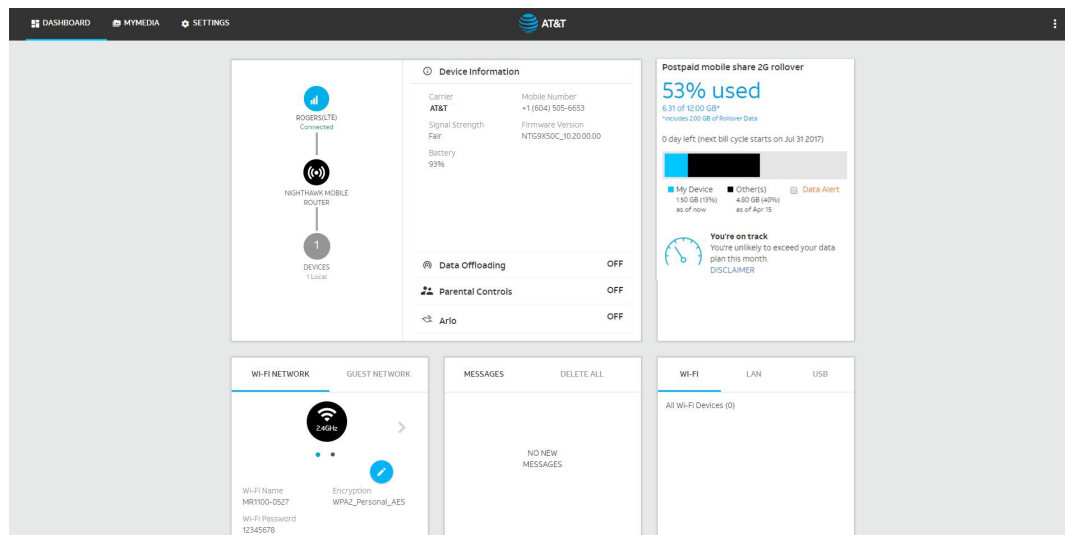 DASHBOARD
MYMEDIA
SETTINGS
AT&T
ROGERS(LTE)
Connected
NIGHTHAWK MOBILE
ROUTER
1
DEVICES
1 Local
Device Information
Carrier
AT&T
Mobile Number
+1 (604) 505-6653
Signal Strength
Fair
Firmware Version
NTG9X50C_10.20.00.00
Battery
93%
Data Offloading OFF
Parental Controls OFF
Arlo OFF
Postpaid mobile share 2G rollover
53% used
6.31 of 12.00 GB*
*includes 2.00 GB of Rollover Data
0 day left (next bill cycle starts on Jul 31 2017)
My Device
1.60 GB (13%)
as of now
Other(s)
4.80 GB (40%)
as of Apr 15
Data Alert
You're on track
You're unlikely to exceed your data
plan this month.
DISCLAIMER
WI-FI NETWORK GUEST NETWORK
2.4GHz
Wi-Fi Name
MR1100-0527
Encryption
WPA2_Personal_AES
Wi-Fi Password
12345678
MESSAGES DELETE ALL
NO NEW
MESSAGES
WI-FI LAN USB
All Wi-Fi Devices (0)